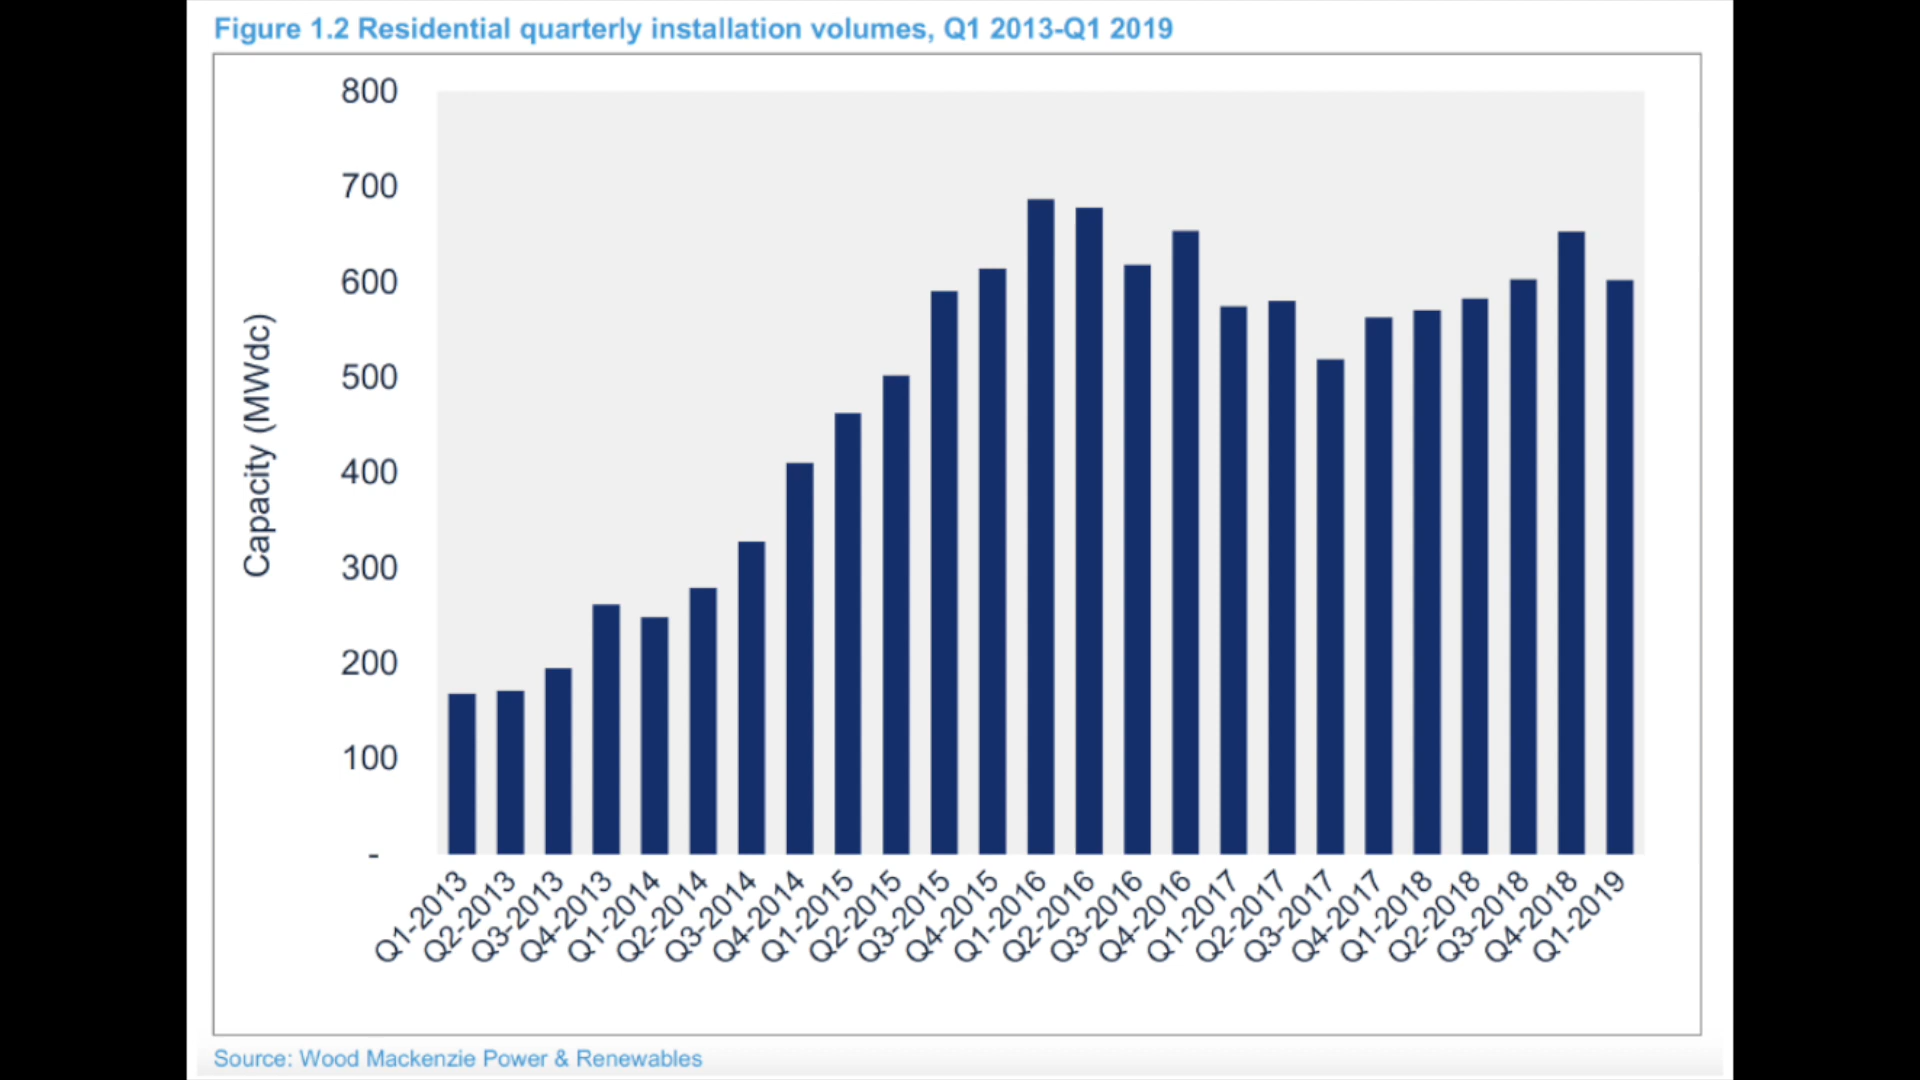 Figure 1.2 Residential quarterly installation volumes, Q1 2013-Q1 2019
800
700
600
500
400
300
200
100
-
Capacity (MWdc)
Q1-2013
Q2-2013
Q3-2013
Q4-2013
Q1-2014
Q2-2014
Q3-2014
Q4-2014
Q1-2015
Q2-2015
Q3-2015
Q4-2015
Q1-2016
Q2-2016
Q3-2016
Q4-2016
Q1-2017
Q2-2017
Q3-2017
Q4-2017
Q1-2018
Q2-2018
Q3-2018
Q4-2018
Q1-2019
Source: Wood Mackenzie Power & Renewables